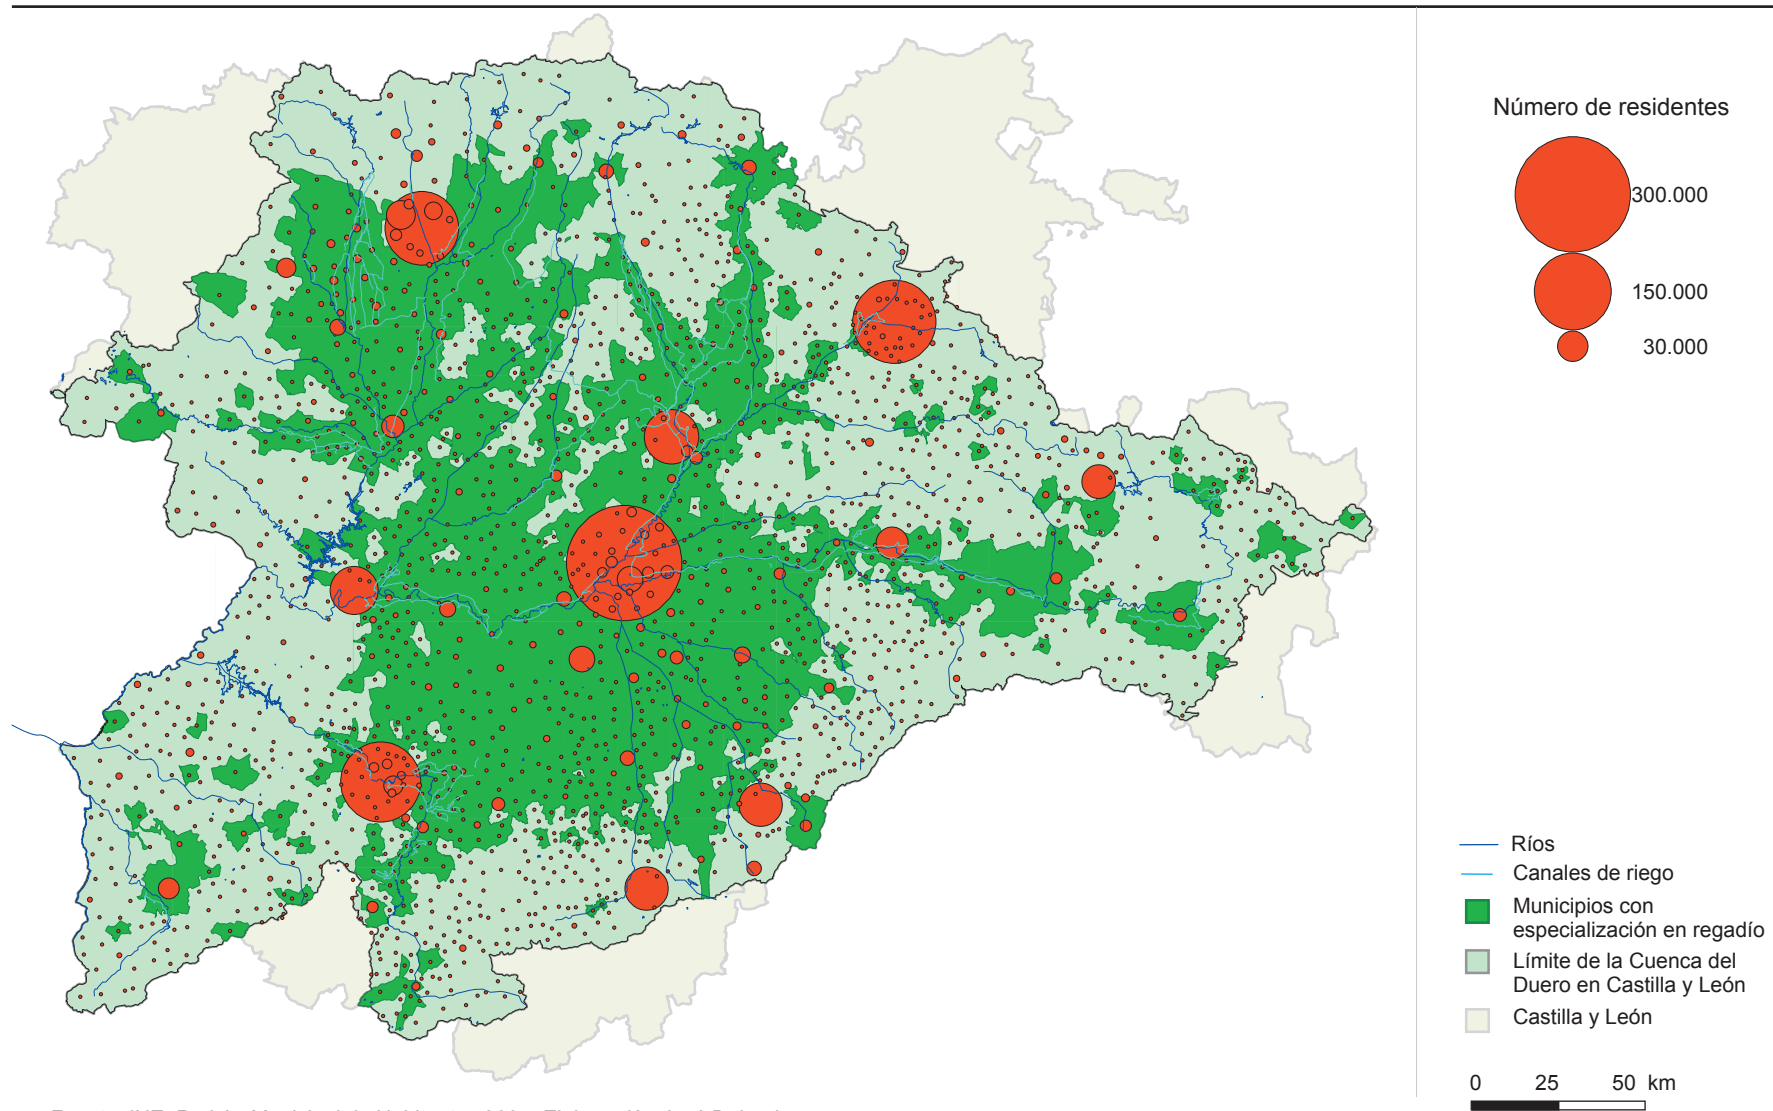 Número de residentes
300.000
150.000
30.000
Ríos
Canales de riego
Municipios con
especialización en regadío
Límite de la Cuenca del
Duero en Castilla y León
Castilla y León
0 25 50 km